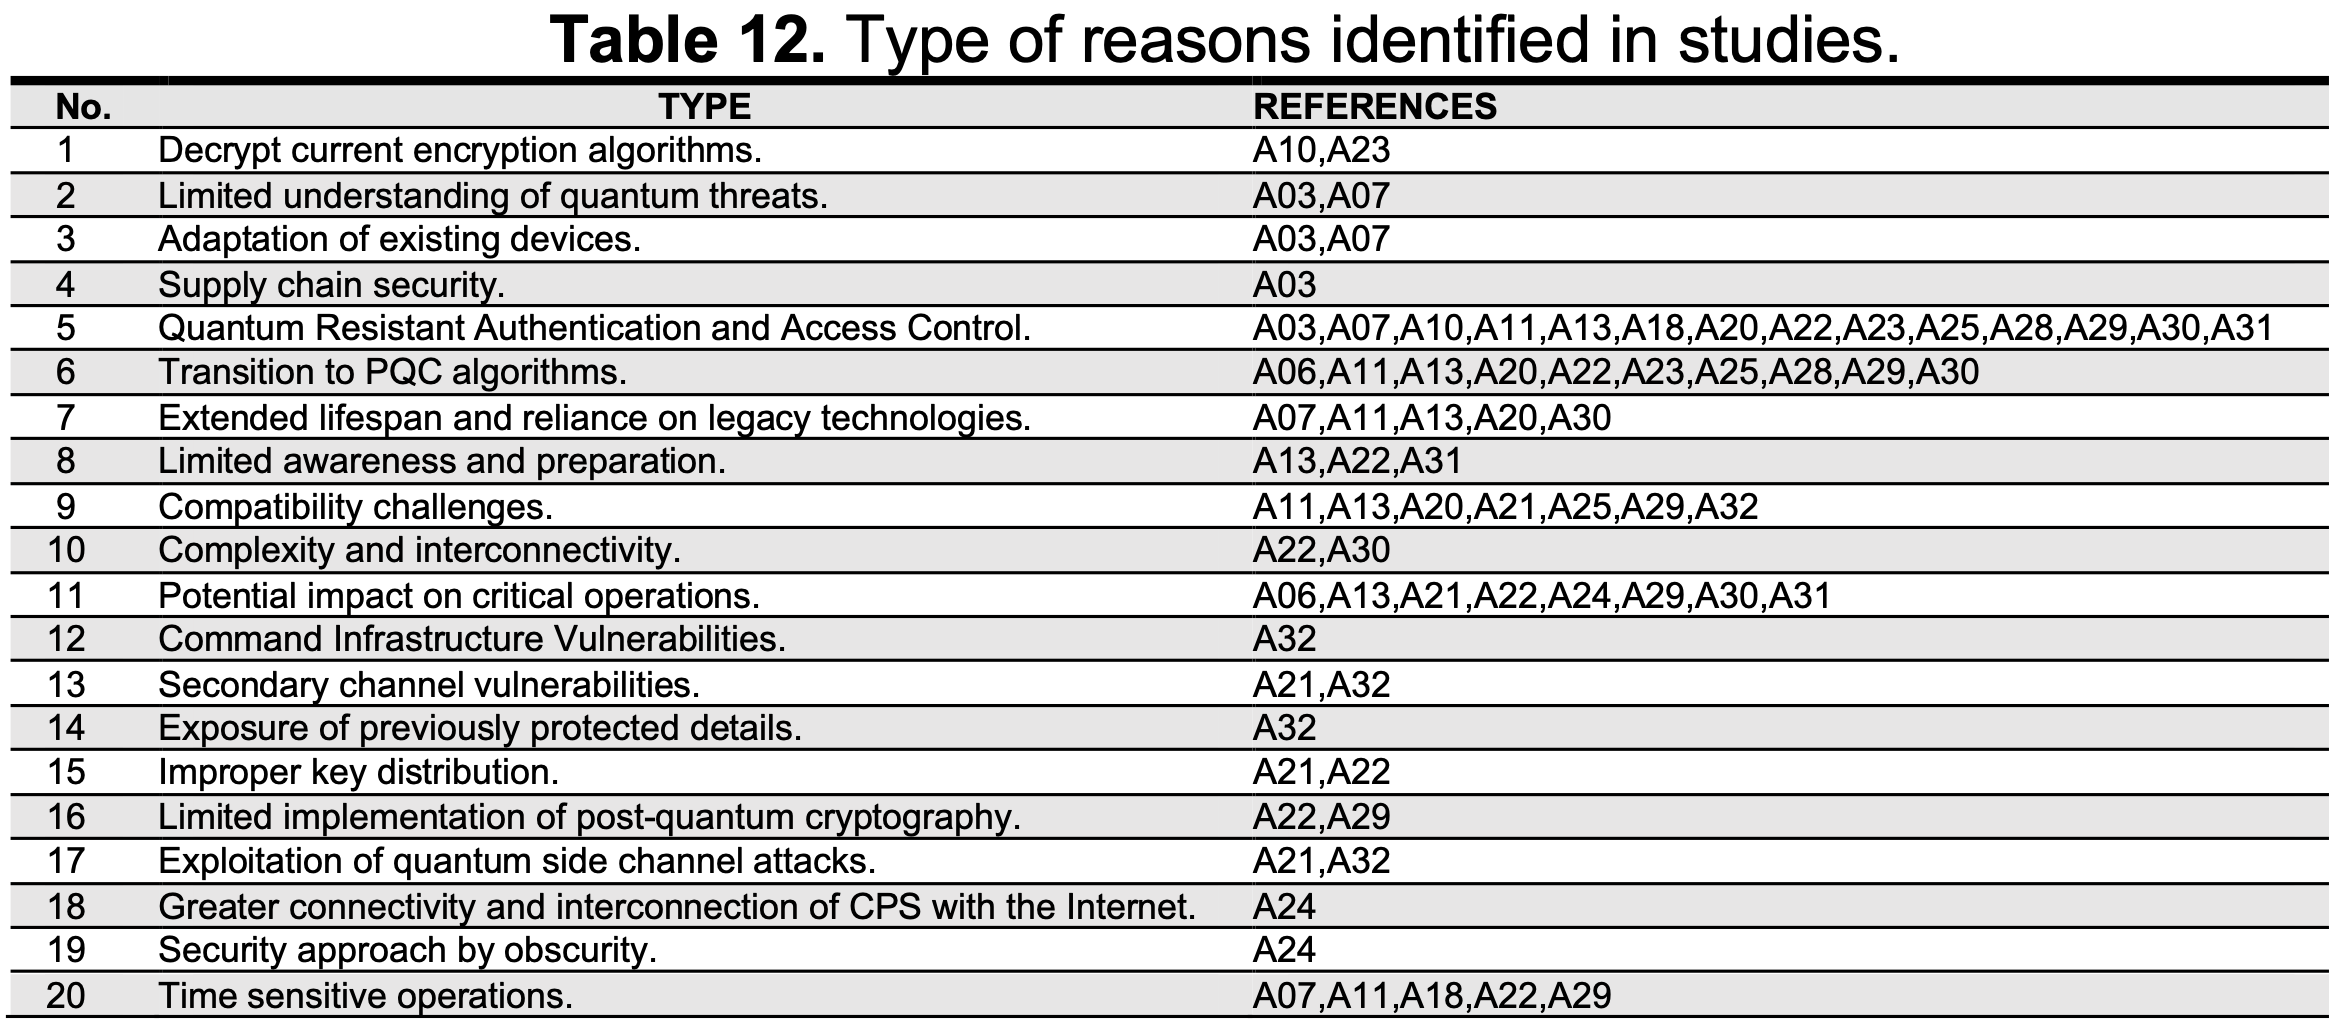 Table 12. Type of reasons identified in studies.
No. TYPE REFERENCES
1 Decrypt current encryption algorithms. A10,A23
2 Limited understanding of quantum threats. A03,A07
3 Adaptation of existing devices. A03,A07
4 Supply chain security. A03
5 Quantum Resistant Authentication and Access Control. A03,A07,A10,A11,A13,A18,A20,A22,A23,A25,A28,A29,A30,A31
6 Transition to PQC algorithms. A06,A11,A13,A20,A22,A23,A25,A28,A29,A30
7 Extended lifespan and reliance on legacy technologies. A07,A11,A13,A20,A30
8 Limited awareness and preparation. A13,A22,A31
9 Compatibility challenges. A11,A13,A20,A21,A25,A29,A32
10 Complexity and interconnectivity. A22,A30
11 Potential impact on critical operations. A06,A13,A21,A22,A24,A29,A30,A31
12 Command Infrastructure Vulnerabilities. A32
13 Secondary channel vulnerabilities. A21,A32
14 Exposure of previously protected details. A32
15 Improper key distribution. A21,A22
16 Limited implementation of post-quantum cryptography. A22,A29
17 Exploitation of quantum side channel attacks. A21,A32
18 Greater connectivity and interconnection of CPS with the Internet. A24
19 Security approach by obscurity. A24
20 Time sensitive operations. A07,A11,A18,A22,A29